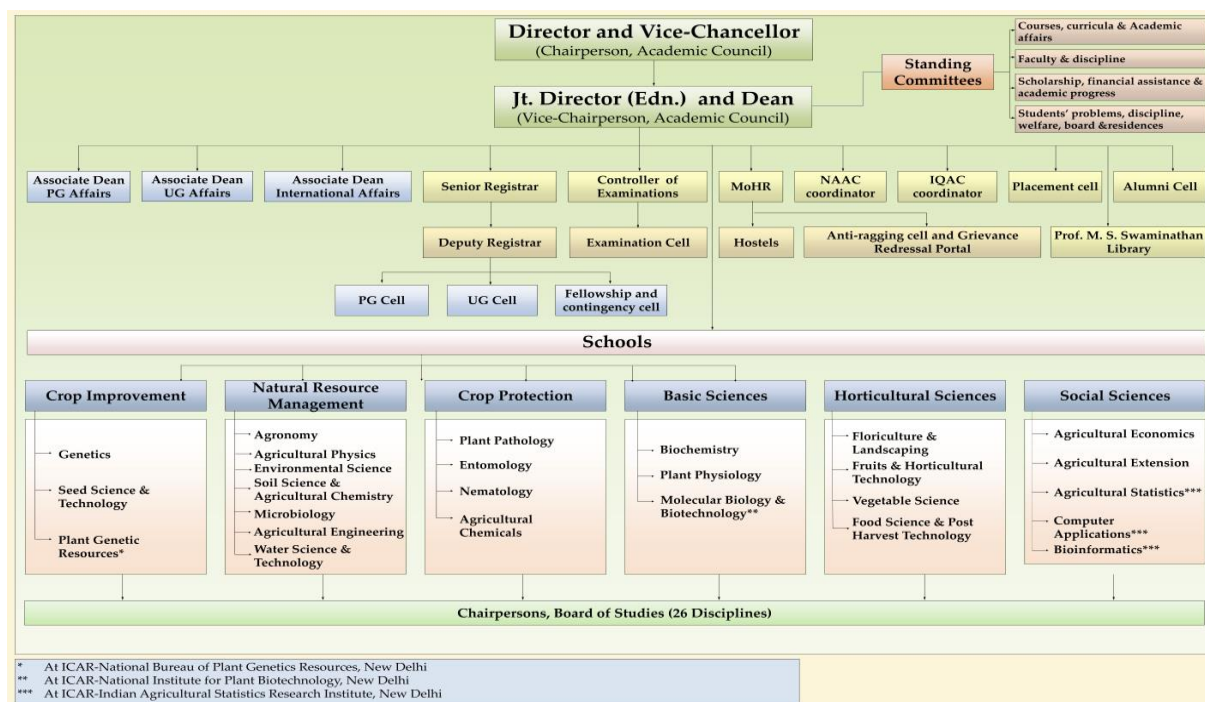 Director and Vice-Chancellor
(Chairperson, Academic Council)
Jt. Director (Edn.) and Dean
(Vice-Chairperson, Academic Council)
Standing
Committees
Courses, curricula & Academic
affairs
Faculty & discipline
Scholarship, financial assistance &
academic progress
Students' problems, discipline,
welfare, board &residences
Associate Dean
PG Affairs
Associate Dean
UG Affairs
Associate Dean
International Affairs
Senior Registrar
Controller of
Examinations
MoHR
NAAC
coordinator
IQAC
coordinator
Placement cell
Alumni Cell
Deputy Registrar
Examination Cell
Hostels
Anti-ragging cell and Grievance
Redressal Portal
Prof. M. S. Swaminathan
Library
PG Cell
UG Cell
Fellowship and
contingency cell
Schools
Crop Improvement
Genetics
Seed Science &
Technology
Plant Genetic
Resources*
Natural Resource
Management
Agronomy
Agricultural Physics
Environmental Science
Soil Science &
Agricultural Chemistry
Microbiology
Agricultural Engineering
Water Science &
Technology
Crop Protection
Plant Pathology
Entomology
Nematology
Agricultural
Chemicals
Basic Sciences
Biochemistry
Plant Physiology
Molecular Biology &
Biotechnology**
Horticultural Sciences
Floriculture &
Landscaping
Fruits & Horticultural
Technology
Vegetable Science
Food Science & Post
Harvest Technology
Social Sciences
Agricultural Economics
Agricultural Extension
Agricultural Statistics***
Computer
Applications***
Bioinformatics***
Chairpersons, Board of Studies (26 Disciplines)
* At ICAR-National Bureau of Plant Genetics Resources, New Delhi
** At ICAR-National Institute for Plant Biotechnology, New Delhi
*** At ICAR-Indian Agricultural Statistics Research Institute, New Delhi